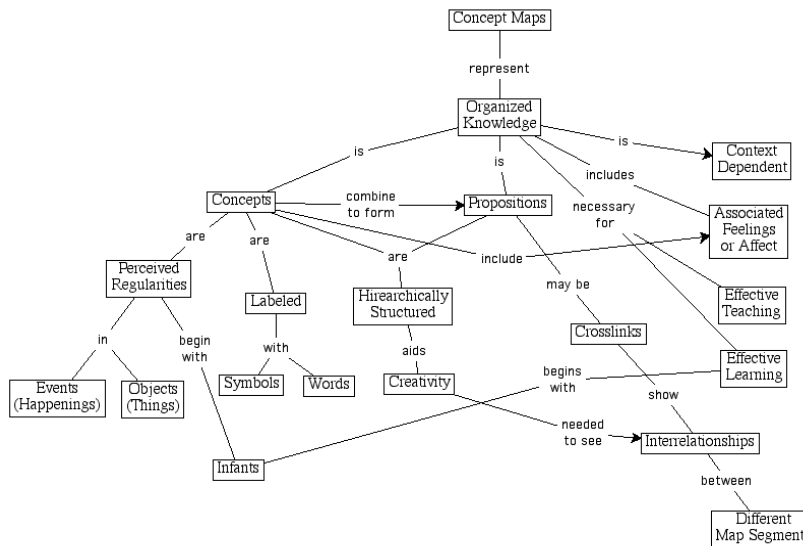 Concept Maps
represent
Organized
Knowledge
is
is
is
Context
Dependent
includes
combine
to form
Concepts
Propositions
necessary
for
Associated
Feelings
or Affect
are
are
are
include
Perceived
Regularities
Labeled
Hirearchically
Structured
may be
Effective
Teaching
Crosslinks
in
begin
with
with
aids
begins
with
Effective
Learning
Events
(Happenings)
Objects
(Things)
Symbols
Words
Creativity
show
needed
to see
Interrelationships
Infants
between
Different
Map Segment